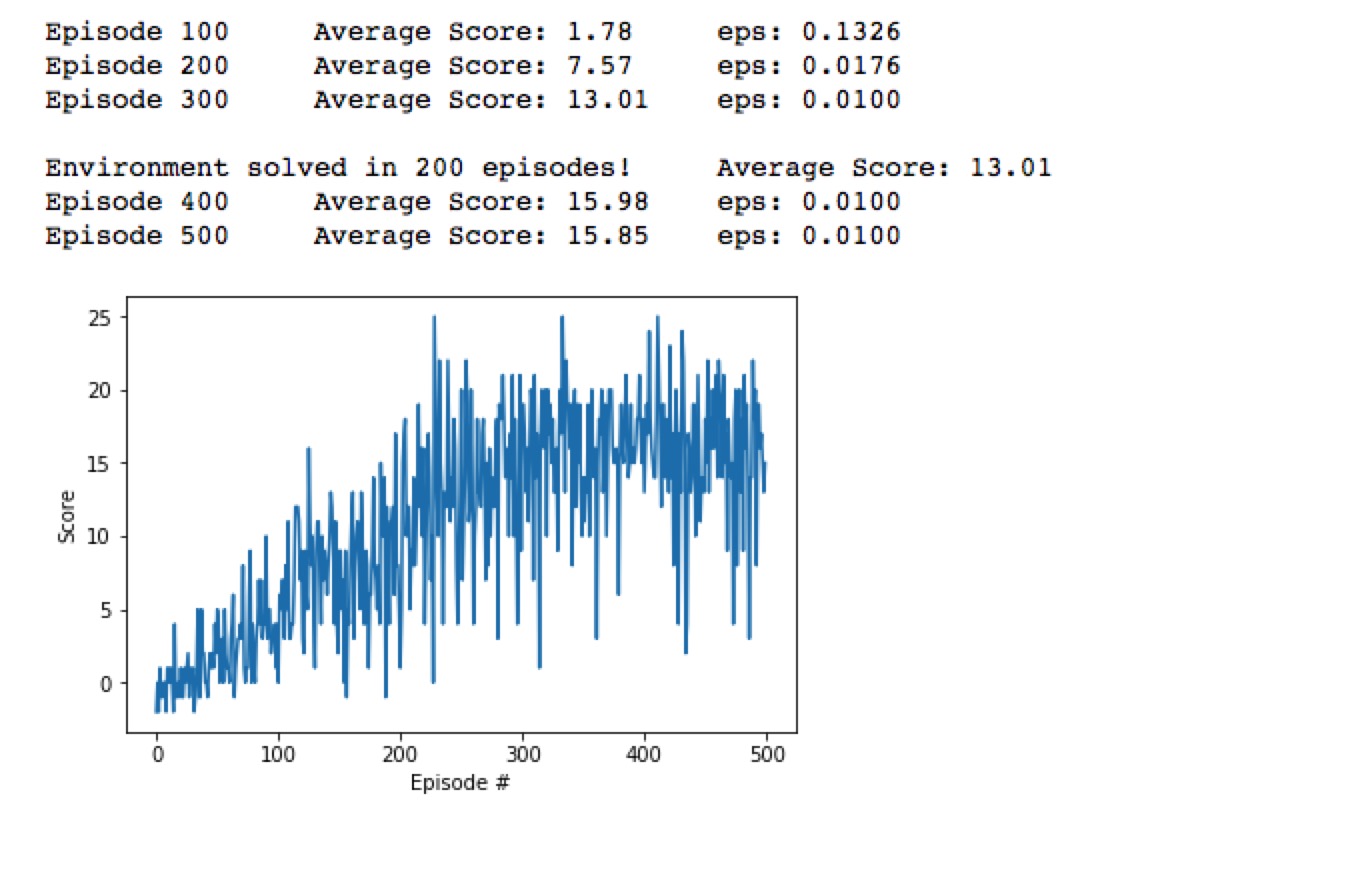 Episode 100 Average Score: 1.78 eps: 0.1326
Episode 200 Average Score: 7.57 eps: 0.0176
Episode 300 Average Score: 13.01 eps: 0.0100
Environment solved in 200 episodes! Average Score: 13.01
Episode 400 Average Score: 15.98 eps: 0.0100
Episode 500 Average Score: 15.85 eps: 0.0100
25
20
15
10
5
0
Score
0 100 200 300 400 500
Episode #